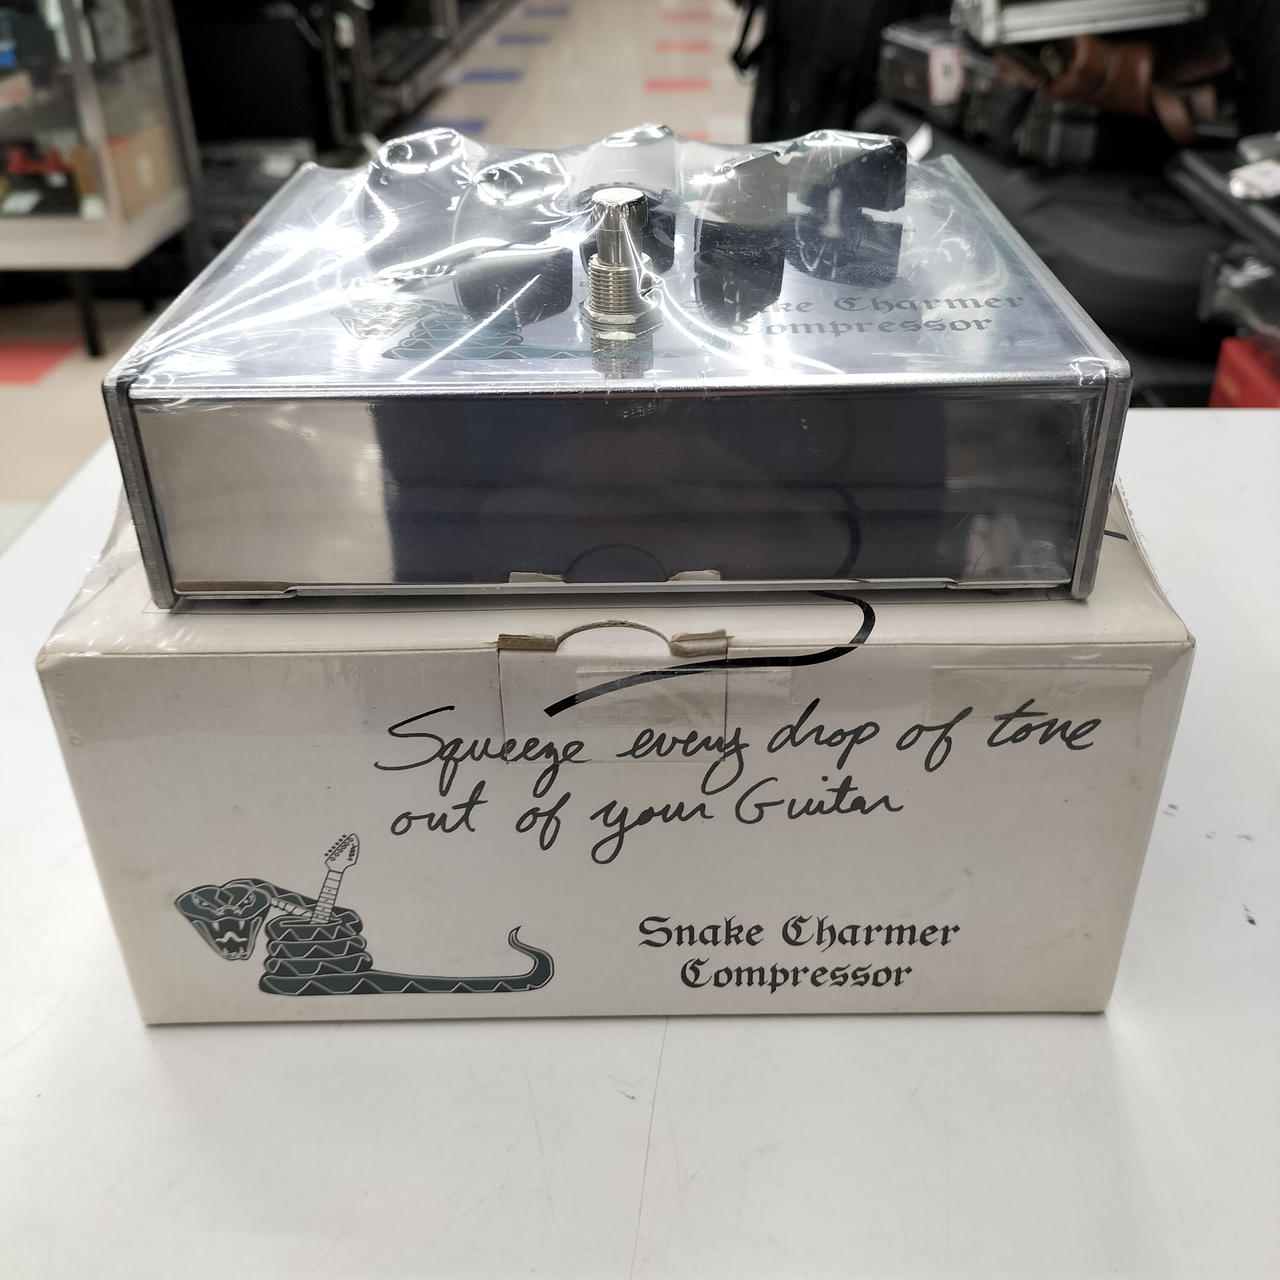 Snake Charmer
Compressor
Squeeze every drop of tone
out of your Guitar
Snake Charmer
Compressor